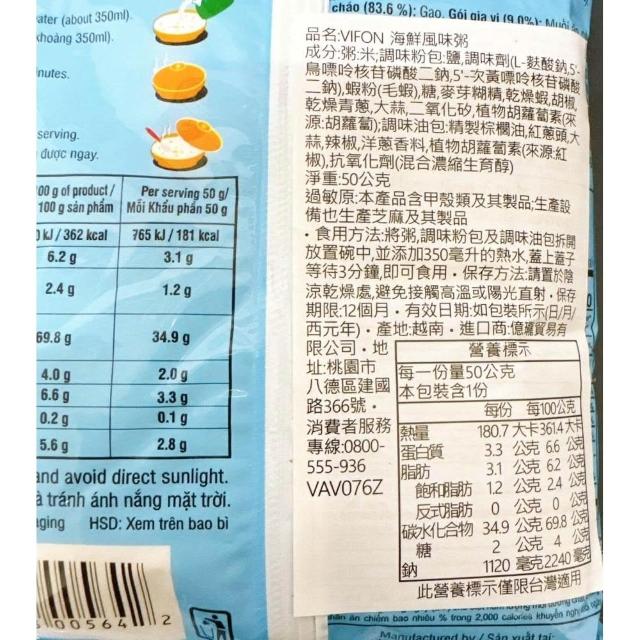 water (about 350ml).
khoảng 350ml).
nutes.
serving.
được ngay.
00 g of product /
100 g sản phẩm
Per serving 50 g/
Mỗi Khẩu phần 50 g
kJ / 362 kcal
765 kJ / 181 kcal
6.2 g
3.1 g
2.4 g
1.2 g
69.8 g
34.9 g
4.0 g
2.0 g
6.6 g
3.3 g
0.2 g
0.1 g
5.6 g
2.8 g
and avoid direct sunlight.
à tránh ánh nắng mặt trời.
aging HSD: Xem trên bao bì
00564 2
cháo (83.6 %): Gạo. Gói gia vị (9.0%): Muối
品名:VIFON 海鮮風味粥
成分:粥:米;調味粉包:鹽,調味劑(L-麩酸鈉,5'-
鳥嘌呤核苷磷酸二鈉,5'-次黃嘌呤核苷磷酸
二鈉),蝦粉(毛蝦),糖,麥芽糊精,乾燥蝦,胡椒,
乾燥青蔥,大蒜,二氧化矽,植物胡蘿蔔素(來
源:胡蘿蔔);調味油包:精製棕櫚油,紅蔥頭,大
蒜,辣椒,洋蔥香料,植物胡蘿蔔素(來源:紅
椒),抗氧化劑(混合濃縮生育醇)
淨重:50公克
過敏原:本產品含甲殼類及其製品;生產設
備也生產芝麻及其製品
・食用方法:將粥,調味粉包及調味油包拆開
放置碗中,並添加350毫升的熱水,蓋上蓋子
等待3分鐘,即可食用・保存方法:請置於陰
涼乾燥處,避免接觸高溫或陽光直射・保存
期限:12個月・有效日期:如包裝所示(日/月/
西元年)・產地:越南・進口商:億耀貿易有
限公司・地
址:桃園市
八德區建國
路366號・
消費者服務
專線:0800-
555-936
VAV076Z
營養標示
每一份量50公克
本包裝含1份
每份 每100公克
熱量 180.7 大卡 361.4 大卡
蛋白質 3.3 公克 6.6 公克
脂肪 3.1 公克 6.2 公克
飽和脂肪 1.2 公克 2.4 公克
反式脂肪 0 公克 0 公克
碳水化合物 34.9 公克 69.8 公克
糖 2 公克 4 公克
鈉 1120 毫克 2240 毫克
此營養標示僅限台灣適用
ăn chiếm bao nhiêu % trong 2,000 calories khuyến nghị
Manufactured by / Sản xuất tại: